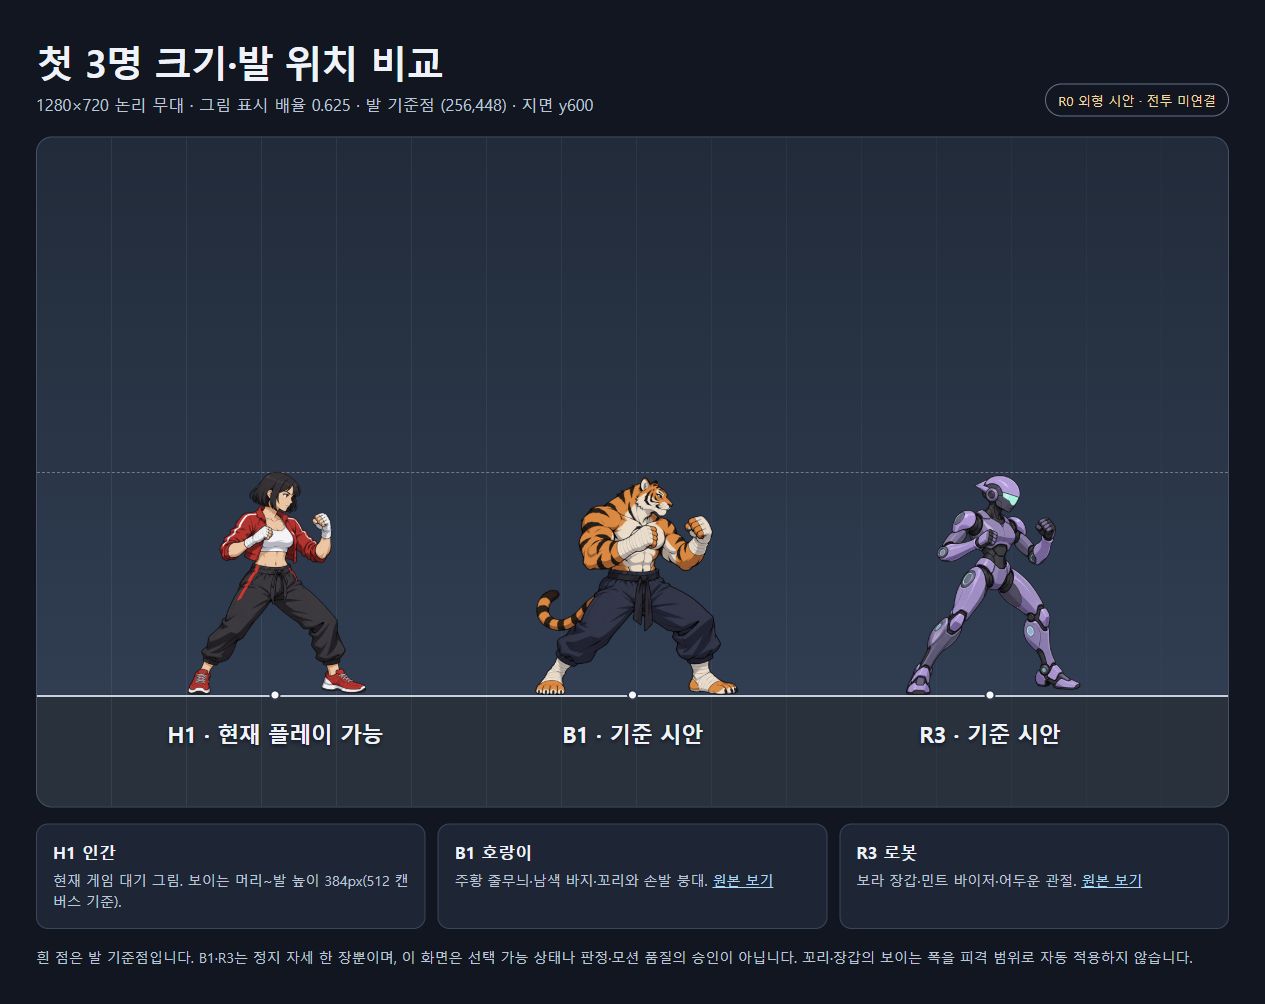 첫 3명 크기·발 위치 비교
1280×720 논리 무대 · 그림 표시 배율 0.625 · 발 기준점 (256,448) · 지면 y600
R0 외형 시안 · 전투 미연결
H1 · 현재 플레이 가능
B1 · 기준 시안
R3 · 기준 시안
H1 인간
현재 게임 대기 그림. 보이는 머리~발 높이 384px(512 캔
버스 기준).
B1 호랑이
주황 줄무늬·남색 바지·꼬리와 손발 붕대. 원본 보기
R3 로봇
보라 장갑·민트 바이저·어두운 관절. 원본 보기
흰 점은 발 기준점입니다. B1·R3는 정지 자세 한 장뿐이며, 이 화면은 선택 가능 상태나 판정·모션 품질의 승인이 아닙니다. 꼬리·장갑의 보이는 폭을 피격 범위로 자동 적용하지 않습니다.